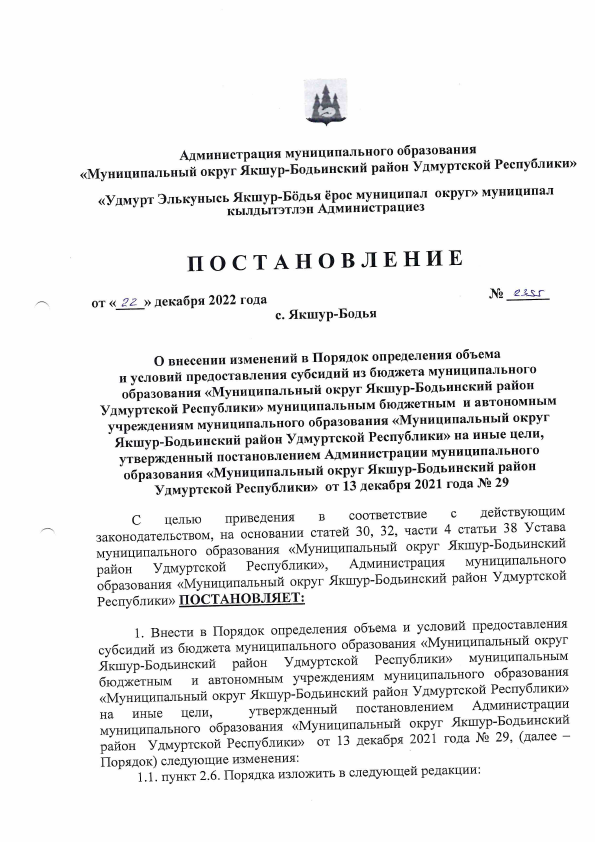 Администрация муниципального образования
«Муниципальный округ Якшур-Бодьинский район Удмуртской Республики»
«Удмурт Элькунысь Якшур-Бӧдья ёрос муниципал округ» муниципал
кылдытэтлэн Администрациез
П О С Т А Н О В Л Е Н И Е
от «22» декабря 2022 года № 2355
с. Якшур-Бодья
О внесении изменений в Порядок определения объема
и условий предоставления субсидий из бюджета муниципального
образования «Муниципальный округ Якшур-Бодьинский район
Удмуртской Республики» муниципальным бюджетным и автономным
учреждениям муниципального образования «Муниципальный округ
Якшур-Бодьинский район Удмуртской Республики» на иные цели,
утвержденный постановлением Администрации муниципального
образования «Муниципальный округ Якшур-Бодьинский район
Удмуртской Республики» от 13 декабря 2021 года № 29
С целью приведения в соответствие с действующим
законодательством, на основании статей 30, 32, части 4 статьи 38 Устава
муниципального образования «Муниципальный округ Якшур-Бодьинский
район Удмуртской Республики», Администрация муниципального
образования «Муниципальный округ Якшур-Бодьинский район Удмуртской
Республики» ПОСТАНОВЛЯЕТ:
1. Внести в Порядок определения объема и условий предоставления
субсидий из бюджета муниципального образования «Муниципальный округ
Якшур-Бодьинский район Удмуртской Республики» муниципальным
бюджетным и автономным учреждениям муниципального образования
«Муниципальный округ Якшур-Бодьинский район Удмуртской Республики»
на иные цели, утвержденный постановлением Администрации
муниципального образования «Муниципальный округ Якшур-Бодьинский
район Удмуртской Республики» от 13 декабря 2021 года № 29, (далее –
Порядок) следующие изменения:
1.1. пункт 2.6. Порядка изложить в следующей редакции: